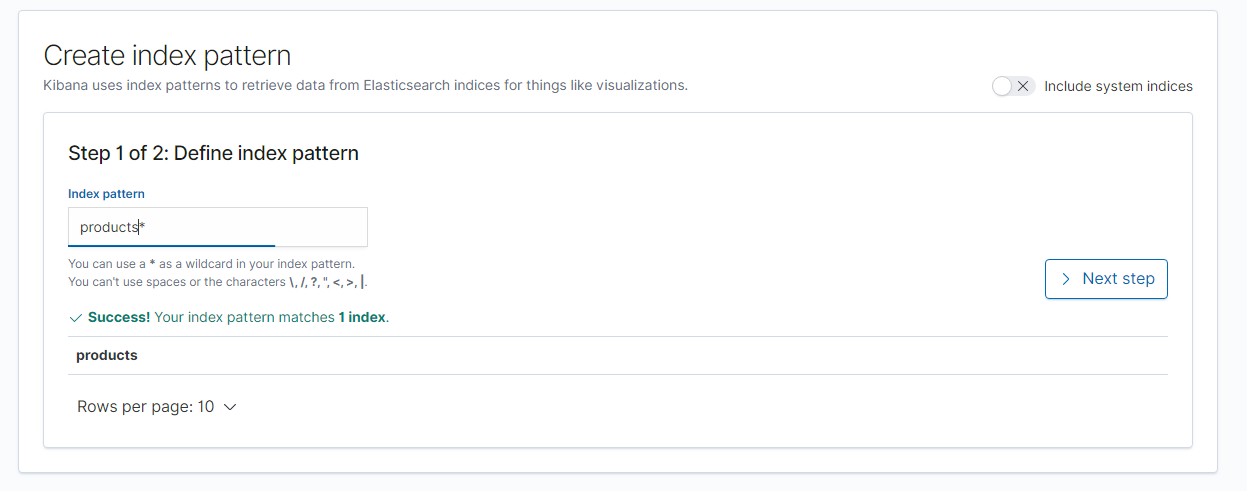 Create index pattern
Kibana uses index patterns to retrieve data from Elasticsearch indices for things like visualizations.
Include system indices
Step 1 of 2: Define index pattern
Index pattern
products*
You can use a * as a wildcard in your index pattern.
You can't use spaces or the characters \, /, ?, ", <, >, |.
Next step
Success! Your index pattern matches 1 index.
products
Rows per page: 10